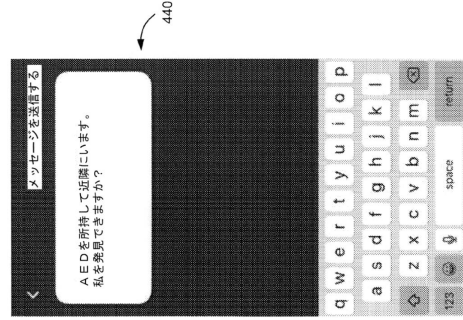 メッセージを送信する
ＡＥＤを所持して近隣にいます。
私を発見できますか？
q w e r t y u i o p
a s d f g h j k l
z x c v b n m
123 space return
440